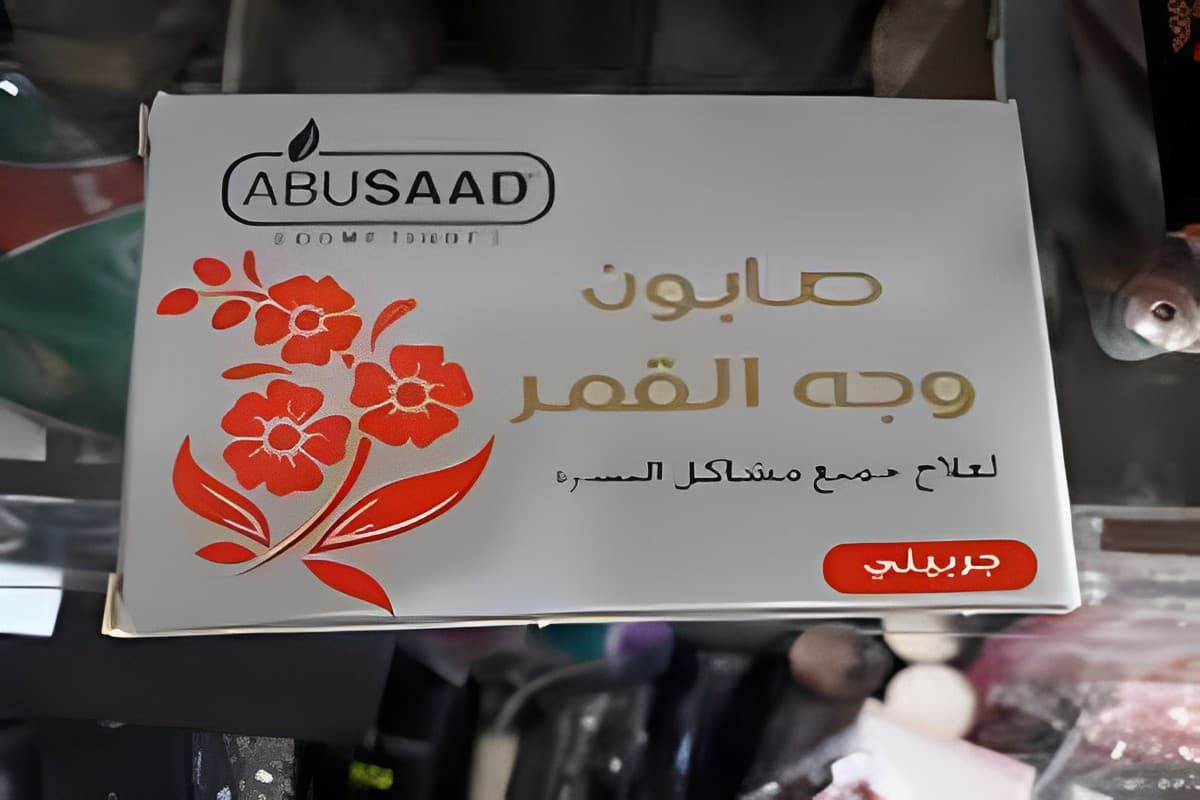 ABUSAAD
صابون
وجه القمر
لعلاج جميع مشاكل البشرة
جربيلي